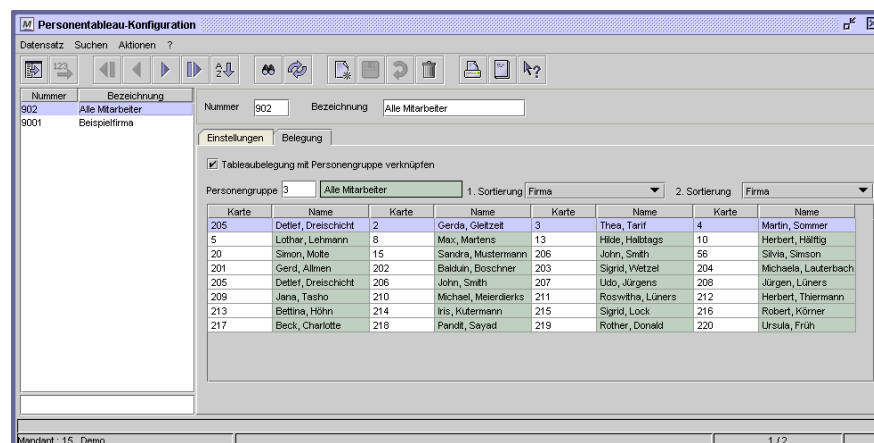 Personentableau-Konfiguration
Datensatz Suchen Aktionen ?
123
Nummer Bezeichnung
902 Alle Mitarbeiter
9001 Beispielfirma
Nummer 902 Bezeichnung Alle Mitarbeiter
Einstellungen Belegung
Tableaubelegung mit Personengruppe verknüpfen
Personengruppe 3 Alle Mitarbeiter 1. Sortierung Firma 2. Sortierung Firma
Karte Name Karte Name Karte Name Karte Name
205 Detlef, Dreischicht 2 Gerda, Gleitzeit 3 Thea, Tarif 4 Martin, Sommer
5 Lothar, Lehmann 8 Max, Martens 13 Hilde, Halbtags 10 Herbert, Hälftig
20 Simon, Molte 15 Sandra, Mustermann 206 John, Smith 56 Silvia, Simson
201 Gerd, Allmen 202 Balduin, Boschner 203 Sigrid, Wetzel 204 Michaela, Lauterbach
205 Detlef, Dreischicht 206 John, Smith 207 Udo, Jürgens 208 Jürgen, Lüners
209 Jana, Tasho 210 Michael, Meierdierks 211 Roswitha, Lüners 212 Herbert, Thiermann
213 Bettina, Höhn 214 Iris, Kutermann 215 Sigrid, Lock 216 Robert, Körner
217 Beck, Charlotte 218 Pandit, Sayad 219 Rother, Donald 220 Ursula, Früh
Mandant : 15 Demo 1 / 2